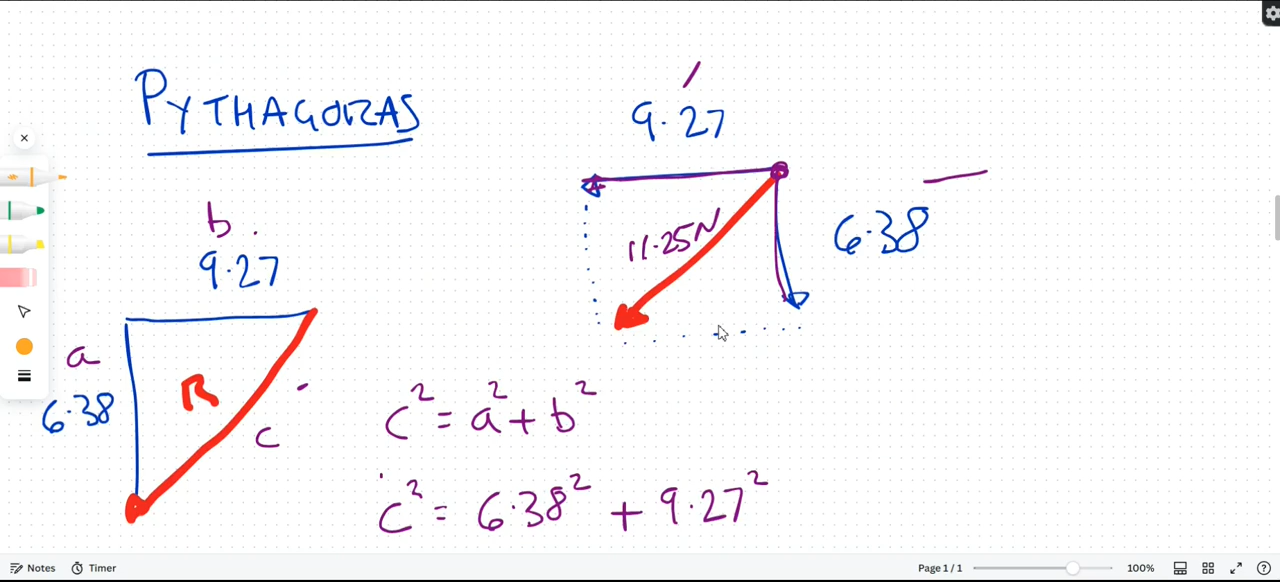 PYTHAGORAS
9.27
11.25N
6.38
b
9.27
a
6.38
R
c
c² = a² + b²
c² = 6.38² + 9.27²
Notes
Timer
Page 1 / 1
100%